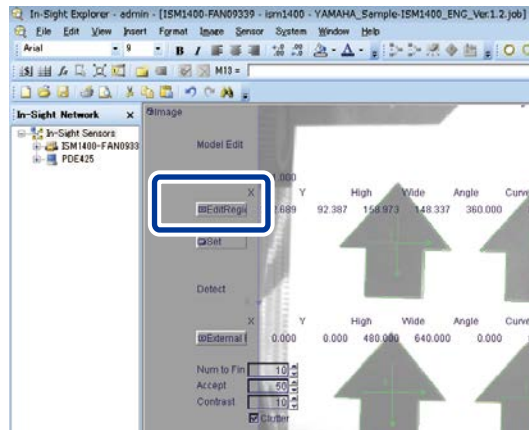 In-Sight Explorer - admin - [ISM1400-FAN09339 - ism1400 - YAMAHA_Sample-ISM1400_ENG_Ver.1.2.job]
File Edit View Insert Format Image Sensor System Window Help
Arial 9 B I
M13 =
In-Sight Network x
In-Sight Sensors
ISM1400-FAN0933
PDE425
Image
Model Edit
1.000
X Y High Wide Angle Curve
EditRegi 2.689 92.387 158.973 148.337 360.000
Set
Detect
X Y High Wide Angle Curve
External 0.000 0.000 480.000 640.000 0.000
Num to Fin 10
Accept 50
Contrast 10
Clutter